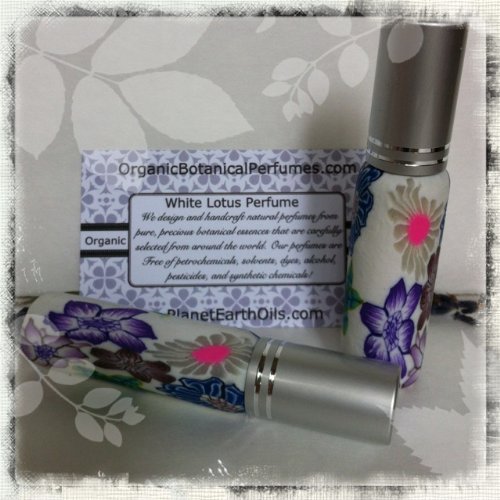 OrganicBotanicalPerfumes.com
White Lotus Perfume
We design and handcraft natural perfumes from
pure, precious botanical essences that are carefully
Organic
selected from around the world. Our perfumes are
Free of petrochemicals, solvents, dyes, alcohol,
pesticides, and synthetic chemicals!
PlanetEarthOils.com